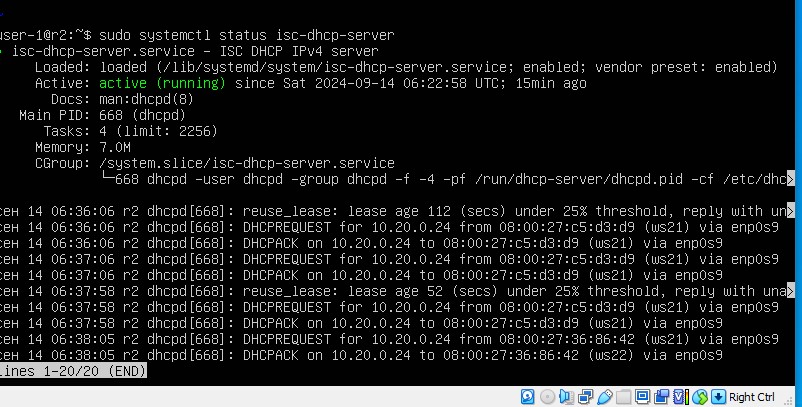 user-1@r2:~$ sudo systemctl status isc-dhcp-server
isc-dhcp-server.service - ISC DHCP IPv4 server
Loaded: loaded (/lib/systemd/system/isc-dhcp-server.service; enabled; vendor preset: enabled)
Active: active (running) since Sat 2024-09-14 06:22:58 UTC; 15min ago
Docs: man:dhcpd(8)
Main PID: 668 (dhcpd)
Tasks: 4 (limit: 2256)
Memory: 7.0M
CGroup: /system.slice/isc-dhcp-server.service
└─668 dhcpd -user dhcpd -group dhcpd -f -4 -pf /run/dhcp-server/dhcpd.pid -cf /etc/dhc>
сен 14 06:36:06 r2 dhcpd[668]: reuse_lease: lease age 112 (secs) under 25% threshold, reply with un>
сен 14 06:36:06 r2 dhcpd[668]: DHCPREQUEST for 10.20.0.24 from 08:00:27:c5:d3:d9 (ws21) via enp0s9
сен 14 06:36:06 r2 dhcpd[668]: DHCPACK on 10.20.0.24 to 08:00:27:c5:d3:d9 (ws21) via enp0s9
сен 14 06:37:06 r2 dhcpd[668]: DHCPREQUEST for 10.20.0.24 from 08:00:27:c5:d3:d9 (ws21) via enp0s9
сен 14 06:37:06 r2 dhcpd[668]: DHCPACK on 10.20.0.24 to 08:00:27:c5:d3:d9 (ws21) via enp0s9
сен 14 06:37:58 r2 dhcpd[668]: reuse_lease: lease age 52 (secs) under 25% threshold, reply with una>
сен 14 06:37:58 r2 dhcpd[668]: DHCPREQUEST for 10.20.0.24 from 08:00:27:c5:d3:d9 (ws21) via enp0s9
сен 14 06:37:58 r2 dhcpd[668]: DHCPACK on 10.20.0.24 to 08:00:27:c5:d3:d9 (ws21) via enp0s9
сен 14 06:38:05 r2 dhcpd[668]: DHCPREQUEST for 10.20.0.24 from 08:00:27:36:86:42 (ws22) via enp0s9
сен 14 06:38:05 r2 dhcpd[668]: DHCPACK on 10.20.0.24 to 08:00:27:36:86:42 (ws22) via enp0s9
lines 1-20/20 (END)
Right Ctrl